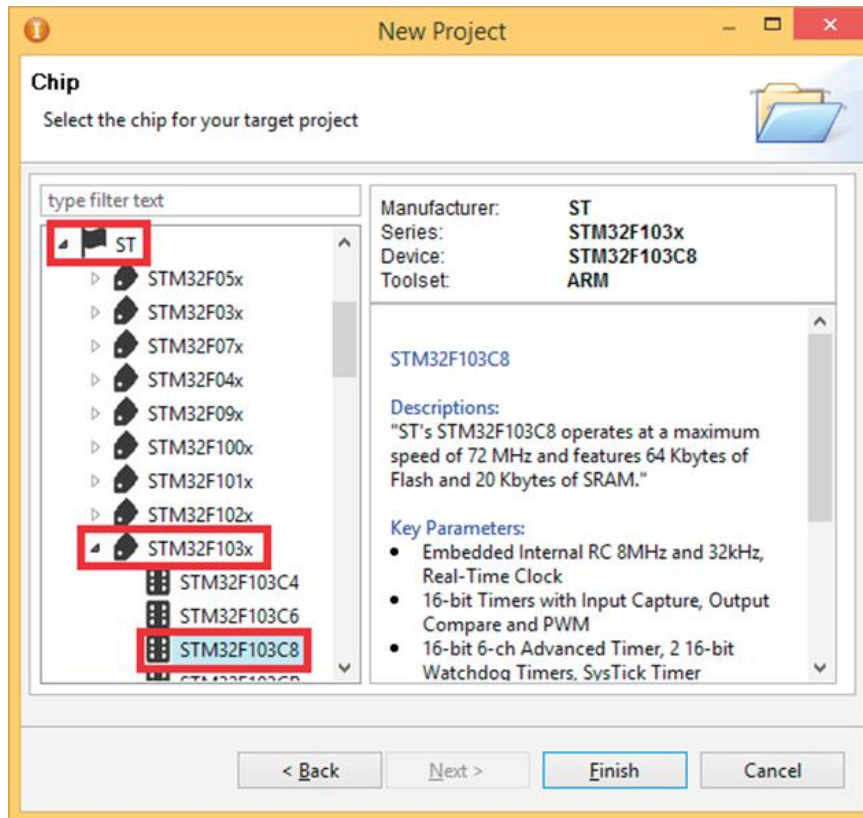 New Project
Chip
Select the chip for your target project
type filter text
ST
STM32F05x
STM32F03x
STM32F07x
STM32F04x
STM32F09x
STM32F100x
STM32F101x
STM32F102x
STM32F103x
STM32F103C4
STM32F103C6
STM32F103C8
Manufacturer: ST
Series: STM32F103x
Device: STM32F103C8
Toolset: ARM
STM32F103C8
Descriptions:
"ST's STM32F103C8 operates at a maximum
speed of 72 MHz and features 64 Kbytes of
Flash and 20 Kbytes of SRAM."
Key Parameters:
• Embedded Internal RC 8MHz and 32kHz,
Real-Time Clock
• 16-bit Timers with Input Capture, Output
Compare and PWM
• 16-bit 6-ch Advanced Timer, 2 16-bit
Watchdog Timers, SysTick Timer
< Back
Next >
Finish
Cancel